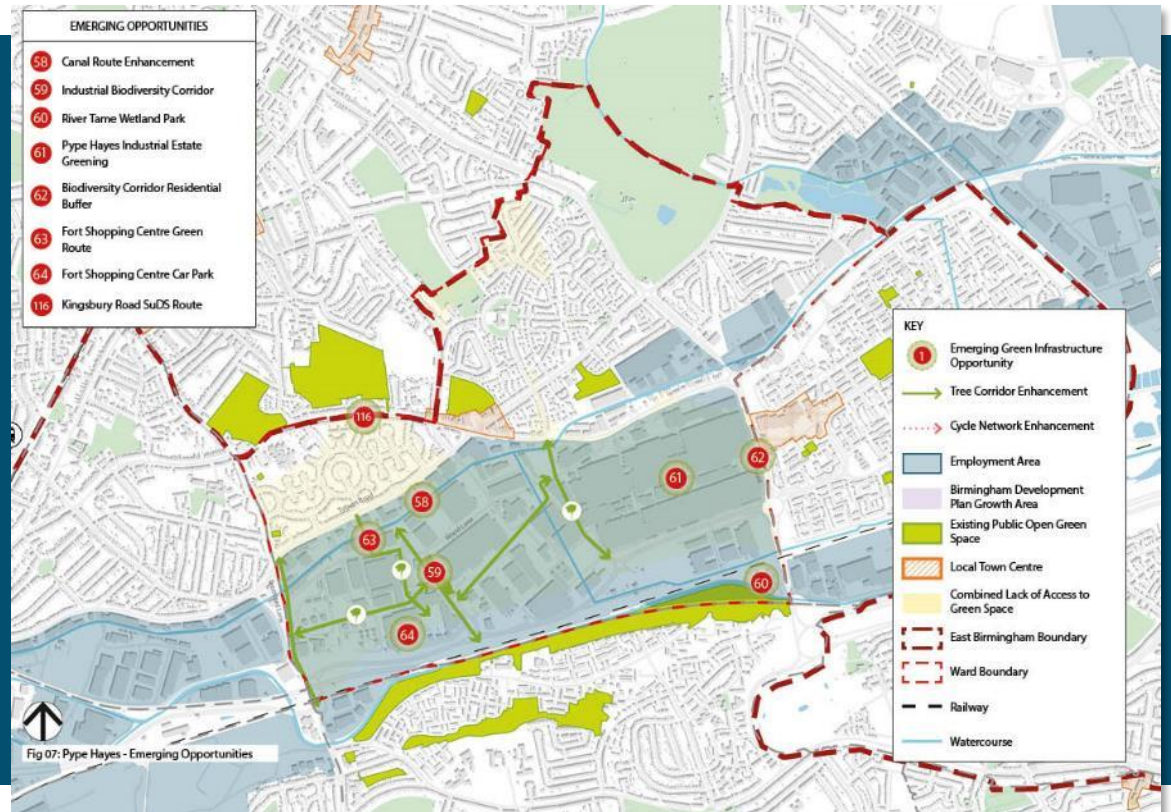 EMERGING OPPORTUNITIES
58 Canal Route Enhancement
59 Industrial Biodiversity Corridor
60 River Tame Wetland Park
61 Pype Hayes Industrial Estate
Greening
62 Biodiversity Corridor Residential
Buffer
63 Fort Shopping Centre Green
Route
64 Fort Shopping Centre Car Park
116 Kingsbury Road SuDS Route
KEY
1 Emerging Green Infrastructure
Opportunity
Tree Corridor Enhancement
Cycle Network Enhancement
Employment Area
Birmingham Development
Plan Growth Area
Existing Public Open Green
Space
Local Town Centre
Combined Lack of Access to
Green Space
East Birmingham Boundary
Ward Boundary
Railway
Watercourse
116
62
61
58
63
59
60
64
Fig 07: Pype Hayes - Emerging Opportunities